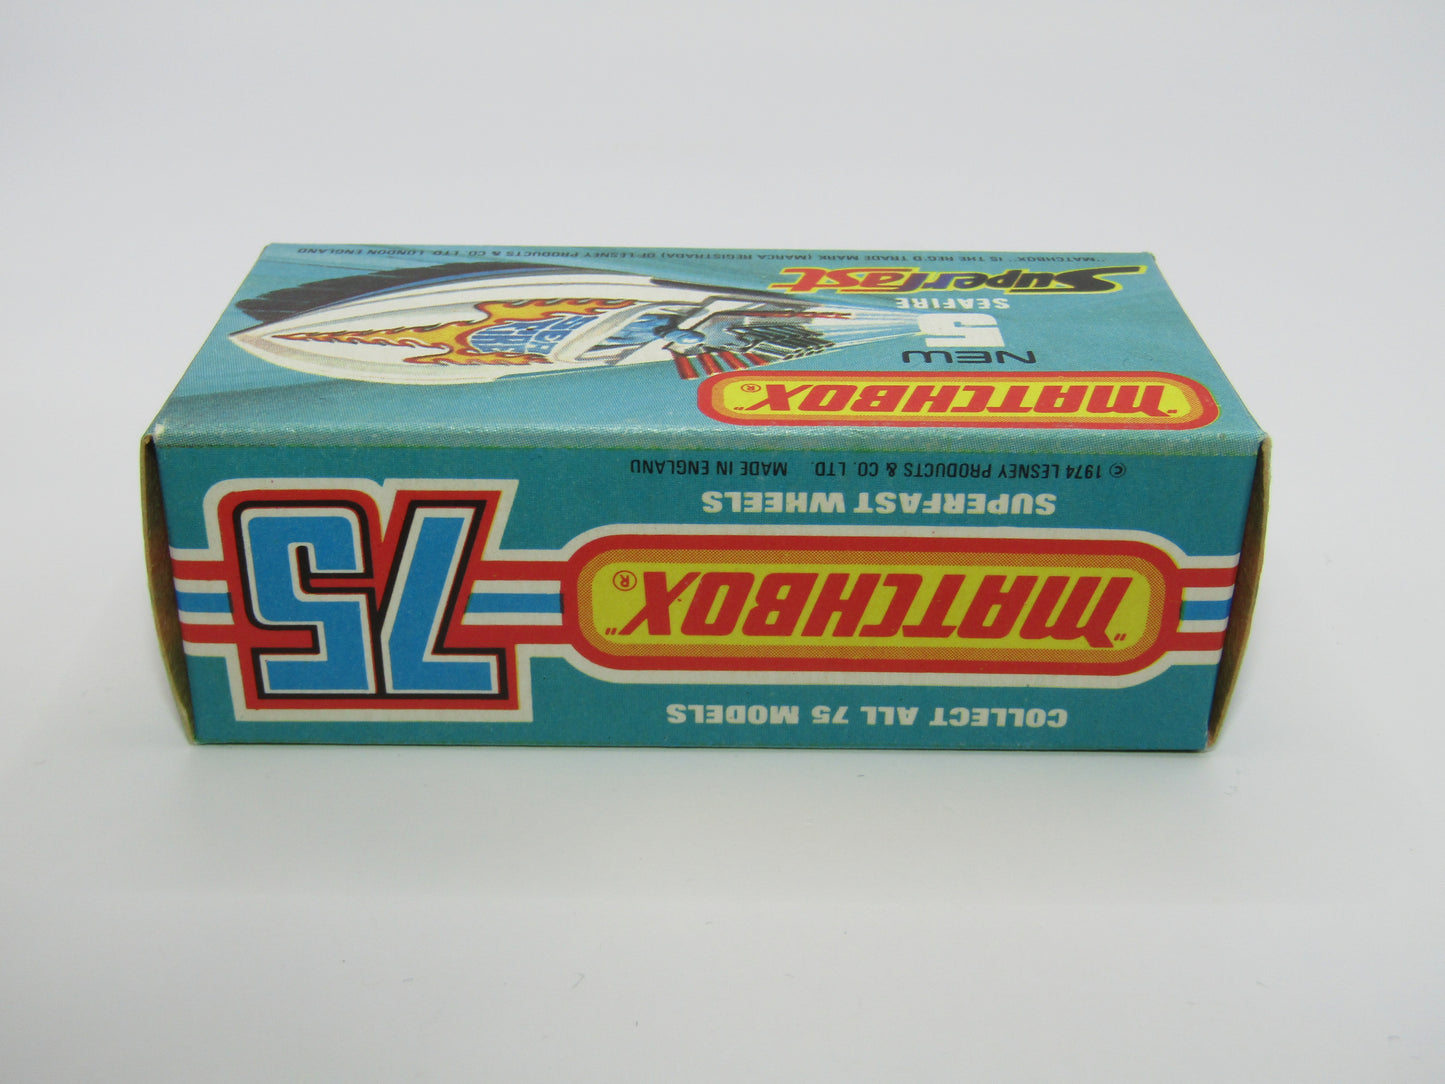 COLLECT ALL 75 MODELS
"MATCHBOX"® 75
SUPERFAST WHEELS
© 1974 LESNEY PRODUCTS & CO. LTD. MADE IN ENGLAND
"MATCHBOX"®
NEW
5
SEAFIRE
Superfast
"MATCHBOX" IS THE REG'D TRADE MARK (MARCA REGISTRADA) OF LESNEY PRODUCTS & CO. LTD. LONDON ENGLAND